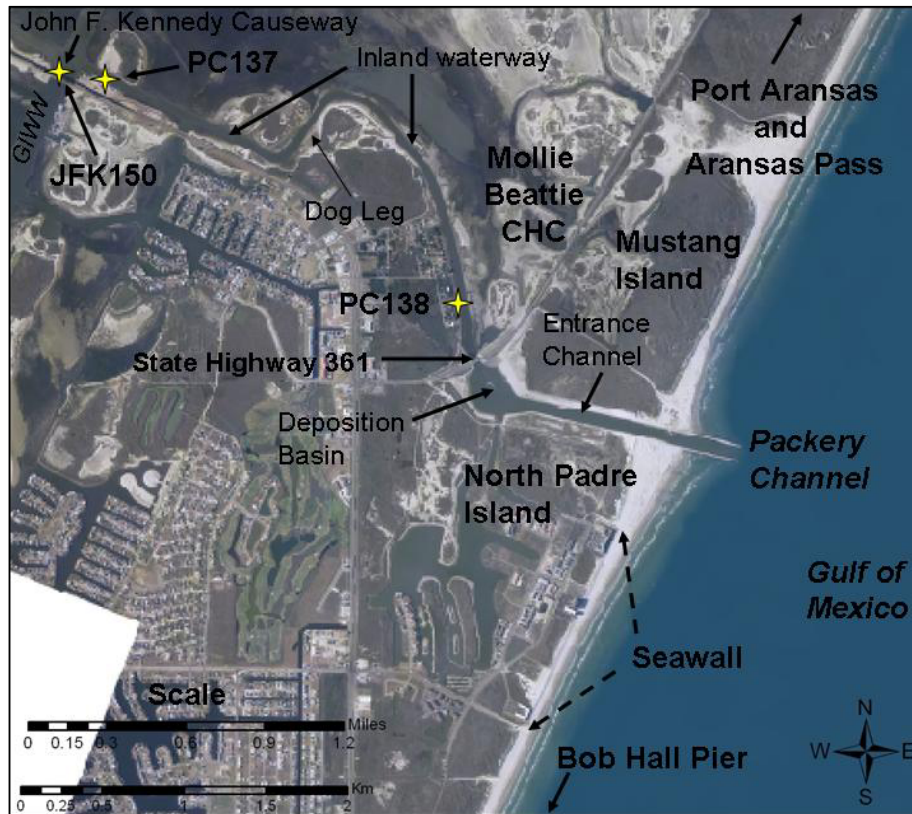 John F. Kennedy Causeway
PC137
Inland waterway
GIWW
JFK150
Dog Leg
Port Aransas
and
Aransas Pass
Mollie
Beattie
CHC
Mustang
Island
PC138
Entrance
Channel
State Highway 361
Deposition
Basin
Packery
Channel
North Padre
Island
Gulf of
Mexico
Seawall
Scale
Miles
0 0.15 0.3 0.6 0.9 1.2
Bob Hall Pier
Km
0 0.25 0.5 1 1.5 2
N
W E
S